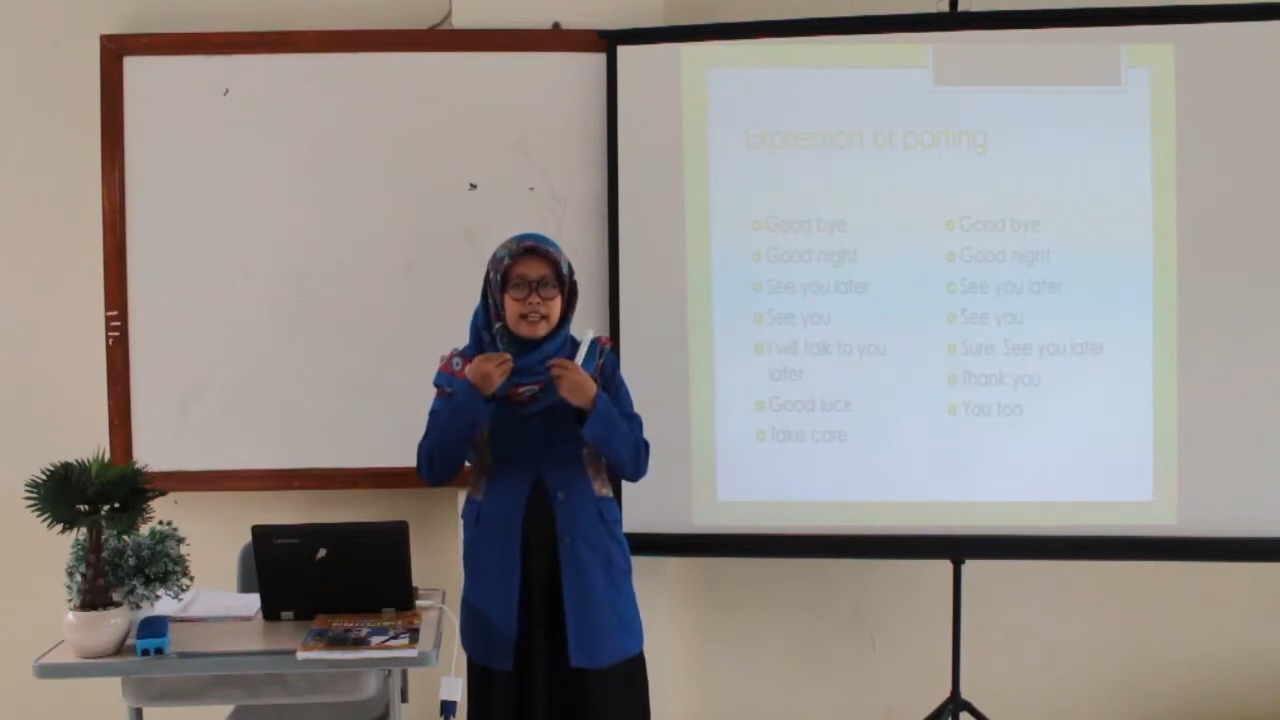 Expression of parting
Good bye
Good night
See you later
See you
I will talk to you
later
Good luck
Take care
Good bye
Good night
See you later
See you
Sure. See you later
Thank you
You too
Lenovo